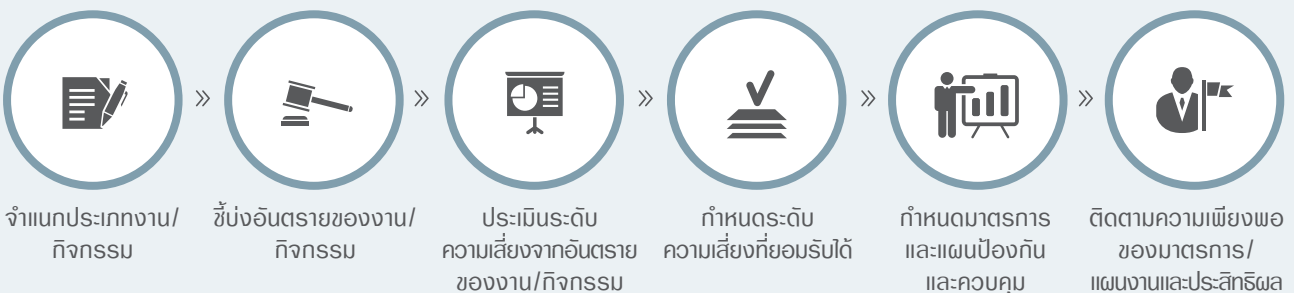 จำแนกประเภทงาน/
กิจกรรม
ชี้บ่งอันตรายของงาน/
กิจกรรม
ประเมินระดับ
ความเสี่ยงจากอันตราย
ของงาน/กิจกรรม
กำหนดระดับ
ความเสี่ยงที่ยอมรับได้
กำหนดมาตรการ
และแผนป้องกัน
และควบคุม
ติดตามความเพียงพอ
ของมาตรการ/
แผนงานและประสิทธิผล